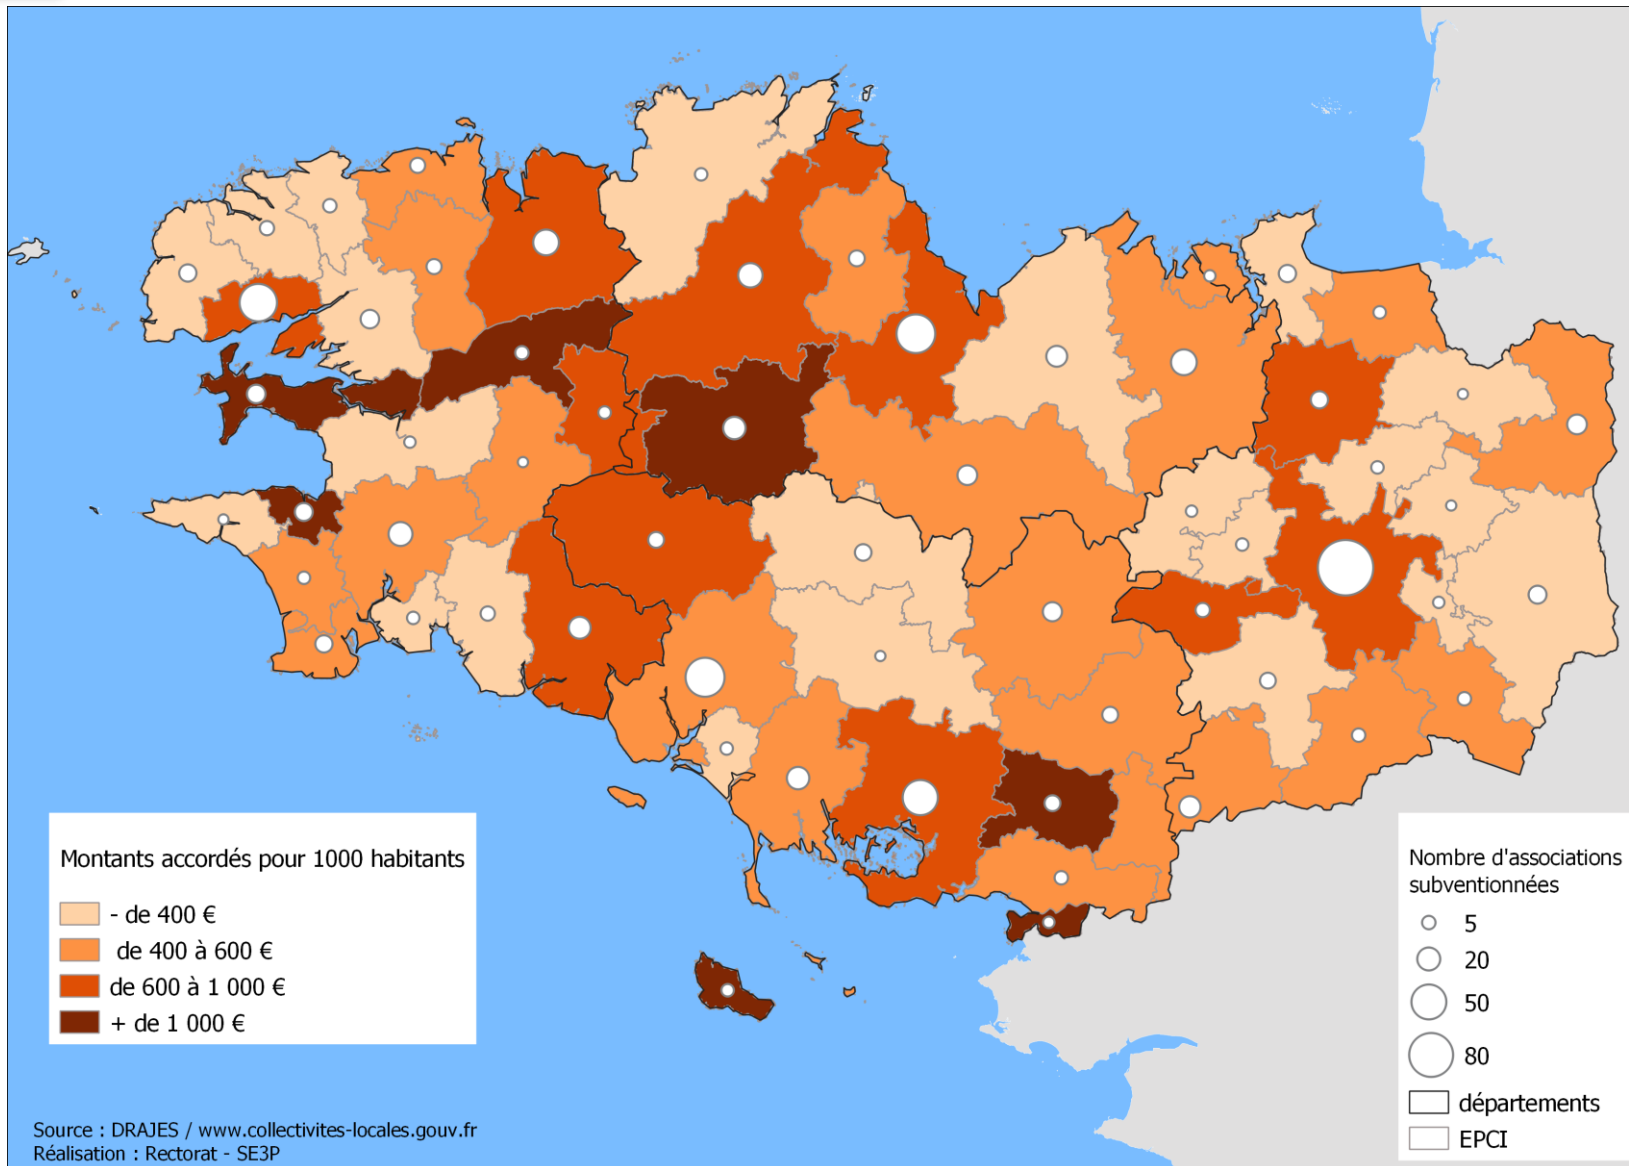 Montants accordés pour 1000 habitants
- de 400 €
de 400 à 600 €
de 600 à 1 000 €
+ de 1 000 €
Source : DRAJES / www.collectivites-locales.gouv.fr
Réalisation : Rectorat - SE3P
Nombre d'associations
subventionnées
5
20
50
80
départements
EPCI